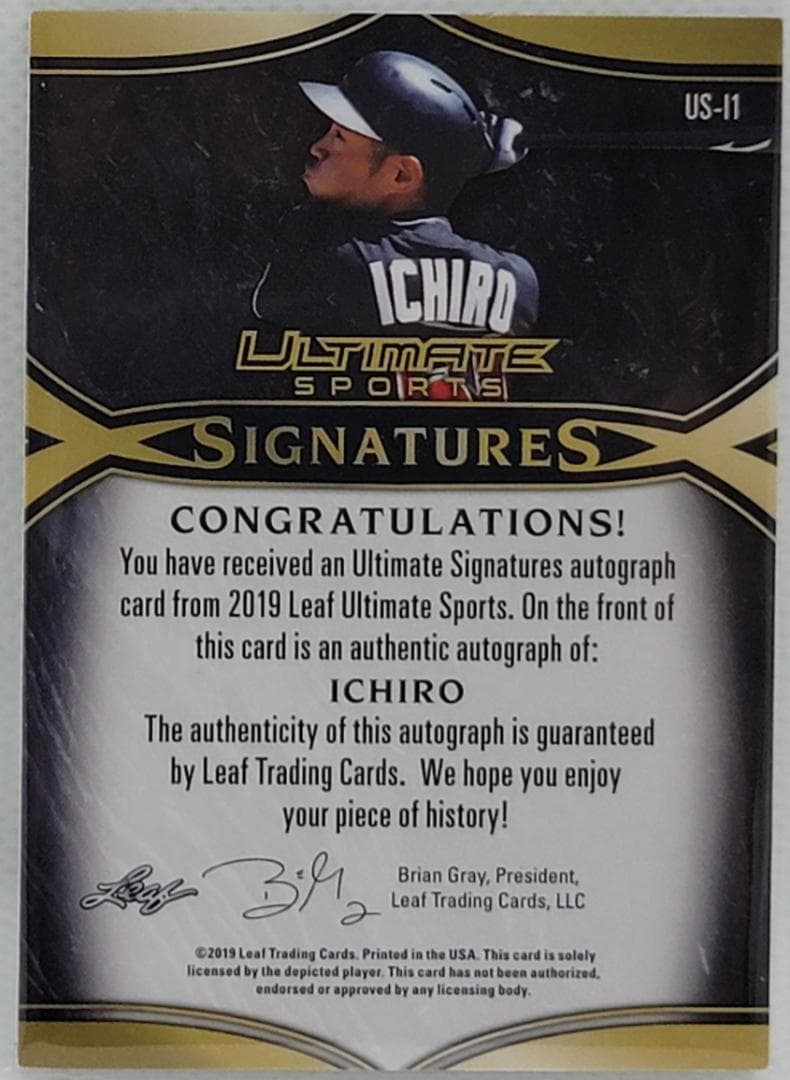 US-I1
ICHIRO
ULTIMATE
SPORTS
SIGNATURES
CONGRATULATIONS!
You have received an Ultimate Signatures autograph
card from 2019 Leaf Ultimate Sports. On the front of
this card is an authentic autograph of:
ICHIRO
The authenticity of this autograph is guaranteed
by Leaf Trading Cards. We hope you enjoy
your piece of history!
Leaf
Brian Gray, President,
Leaf Trading Cards, LLC
©2019 Leaf Trading Cards. Printed in the USA. This card is solely
licensed by the depicted player. This card has not been authorized,
endorsed or approved by any licensing body.